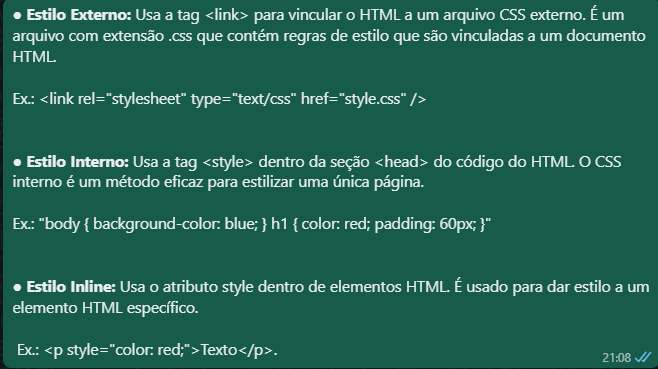 ● Estilo Externo: Usa a tag <link> para vincular o HTML a um arquivo CSS externo. É um
arquivo com extensão .css que contém regras de estilo que são vinculadas a um documento
HTML.
Ex.: <link rel="stylesheet" type="text/css" href="style.css" />
● Estilo Interno: Usa a tag <style> dentro da seção <head> do código do HTML. O CSS
interno é um método eficaz para estilizar uma única página.
Ex.: "body { background-color: blue; } h1 { color: red; padding: 60px; }"
● Estilo Inline: Usa o atributo style dentro de elementos HTML. É usado para dar estilo a um
elemento HTML específico.
Ex.: <p style="color: red;">Texto</p>.
21:08